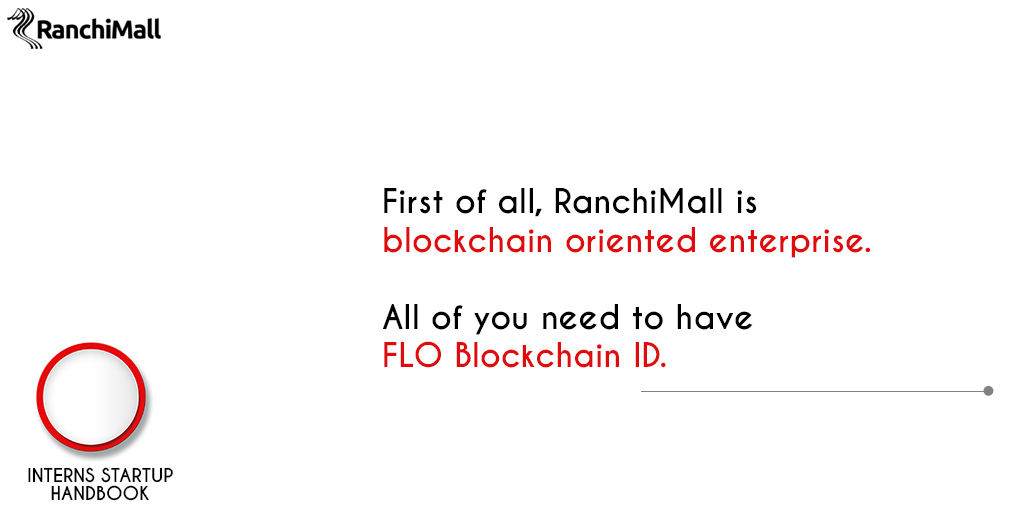 RanchiMall
First of all, RanchiMall is
blockchain oriented enterprise.
All of you need to have
FLO Blockchain ID.
INTERNS STARTUP
HANDBOOK